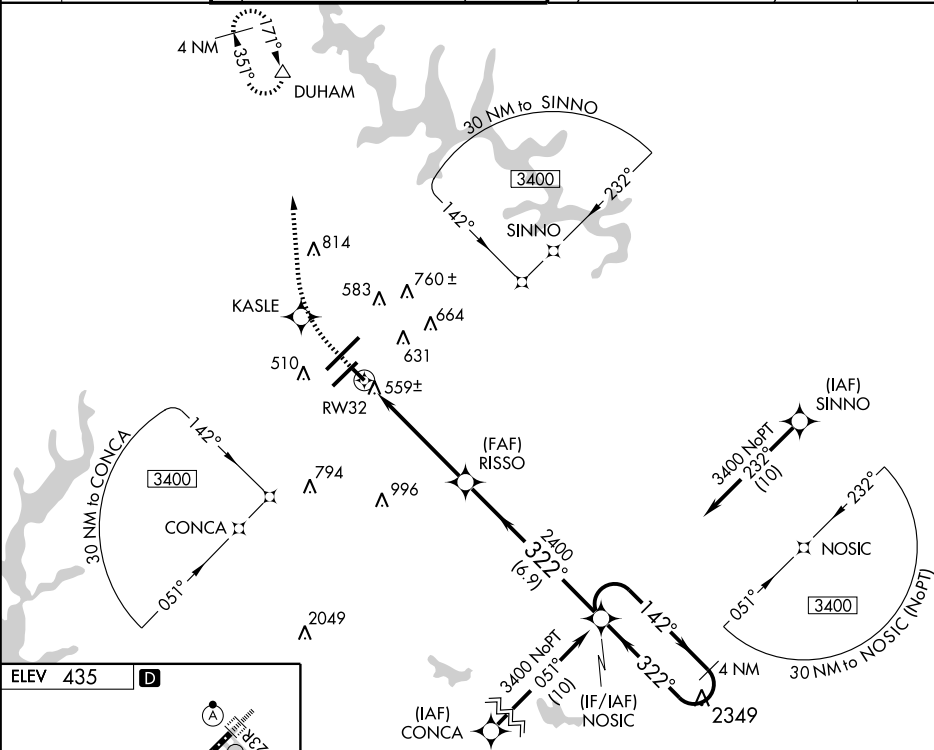 171°
4 NM
351°
DUHAM
30 NM to SINNO
3400
232°
142°
SINNO
814
KASLE
583
760 ±
664
631
510
559±
RW32
(IAF)
SINNO
3400 NoPT
232°
(10)
142°
30 NM to CONCA
3400
CONCA
051°
794
996
(FAF)
RISSO
2400
322°
(6.9)
232°
NOSIC
051°
3400
30 NM to NOSIC (NoPT)
142°
322°
4 NM
2349
2049
3400 NoPT
051°
(10)
(IAF)
CONCA
(IF/IAF)
NOSIC
ELEV 435
D
A
23R